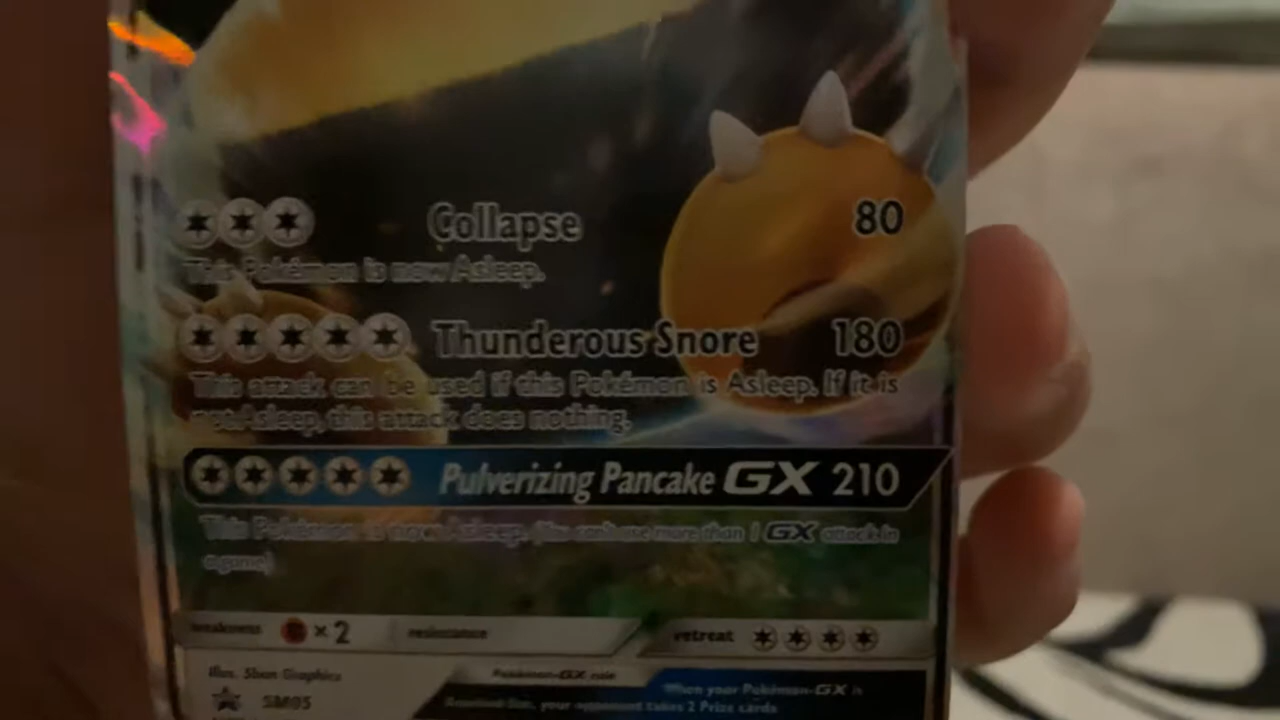 Collapse 80
This Pokémon is now Asleep.
Thunderous Snore 180
This attack can be used if this Pokémon is Asleep. If it is
not Asleep, this attack does nothing.
Pulverizing Pancake GX 210
This Pokémon is now Asleep. (You can't use more than 1 GX attack in
a game.)
weakness ×2 resistance retreat
Illus. 5ban Graphics
Pokémon-GX rule
SM05
When your Pokémon-GX is
Knocked Out, your opponent takes 2 Prize cards